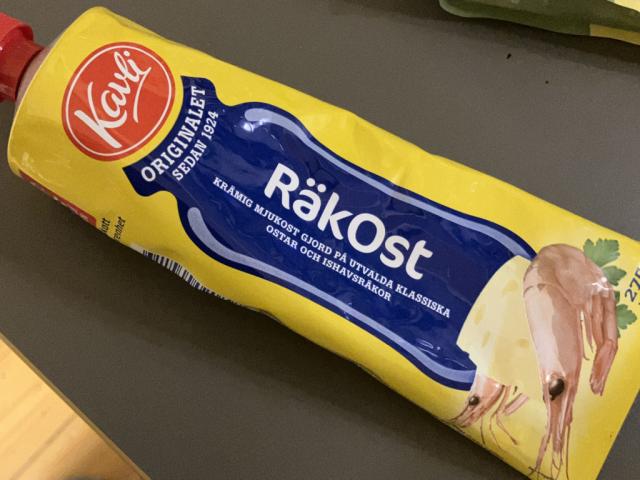 Kavli
ORIGINALET
SEDAN 1924
RäkOst
KRÄMIG MJUKOST GJORD PÅ UTVALDA KLASSISKA
OSTAR OCH ISHAVSRÄKOR